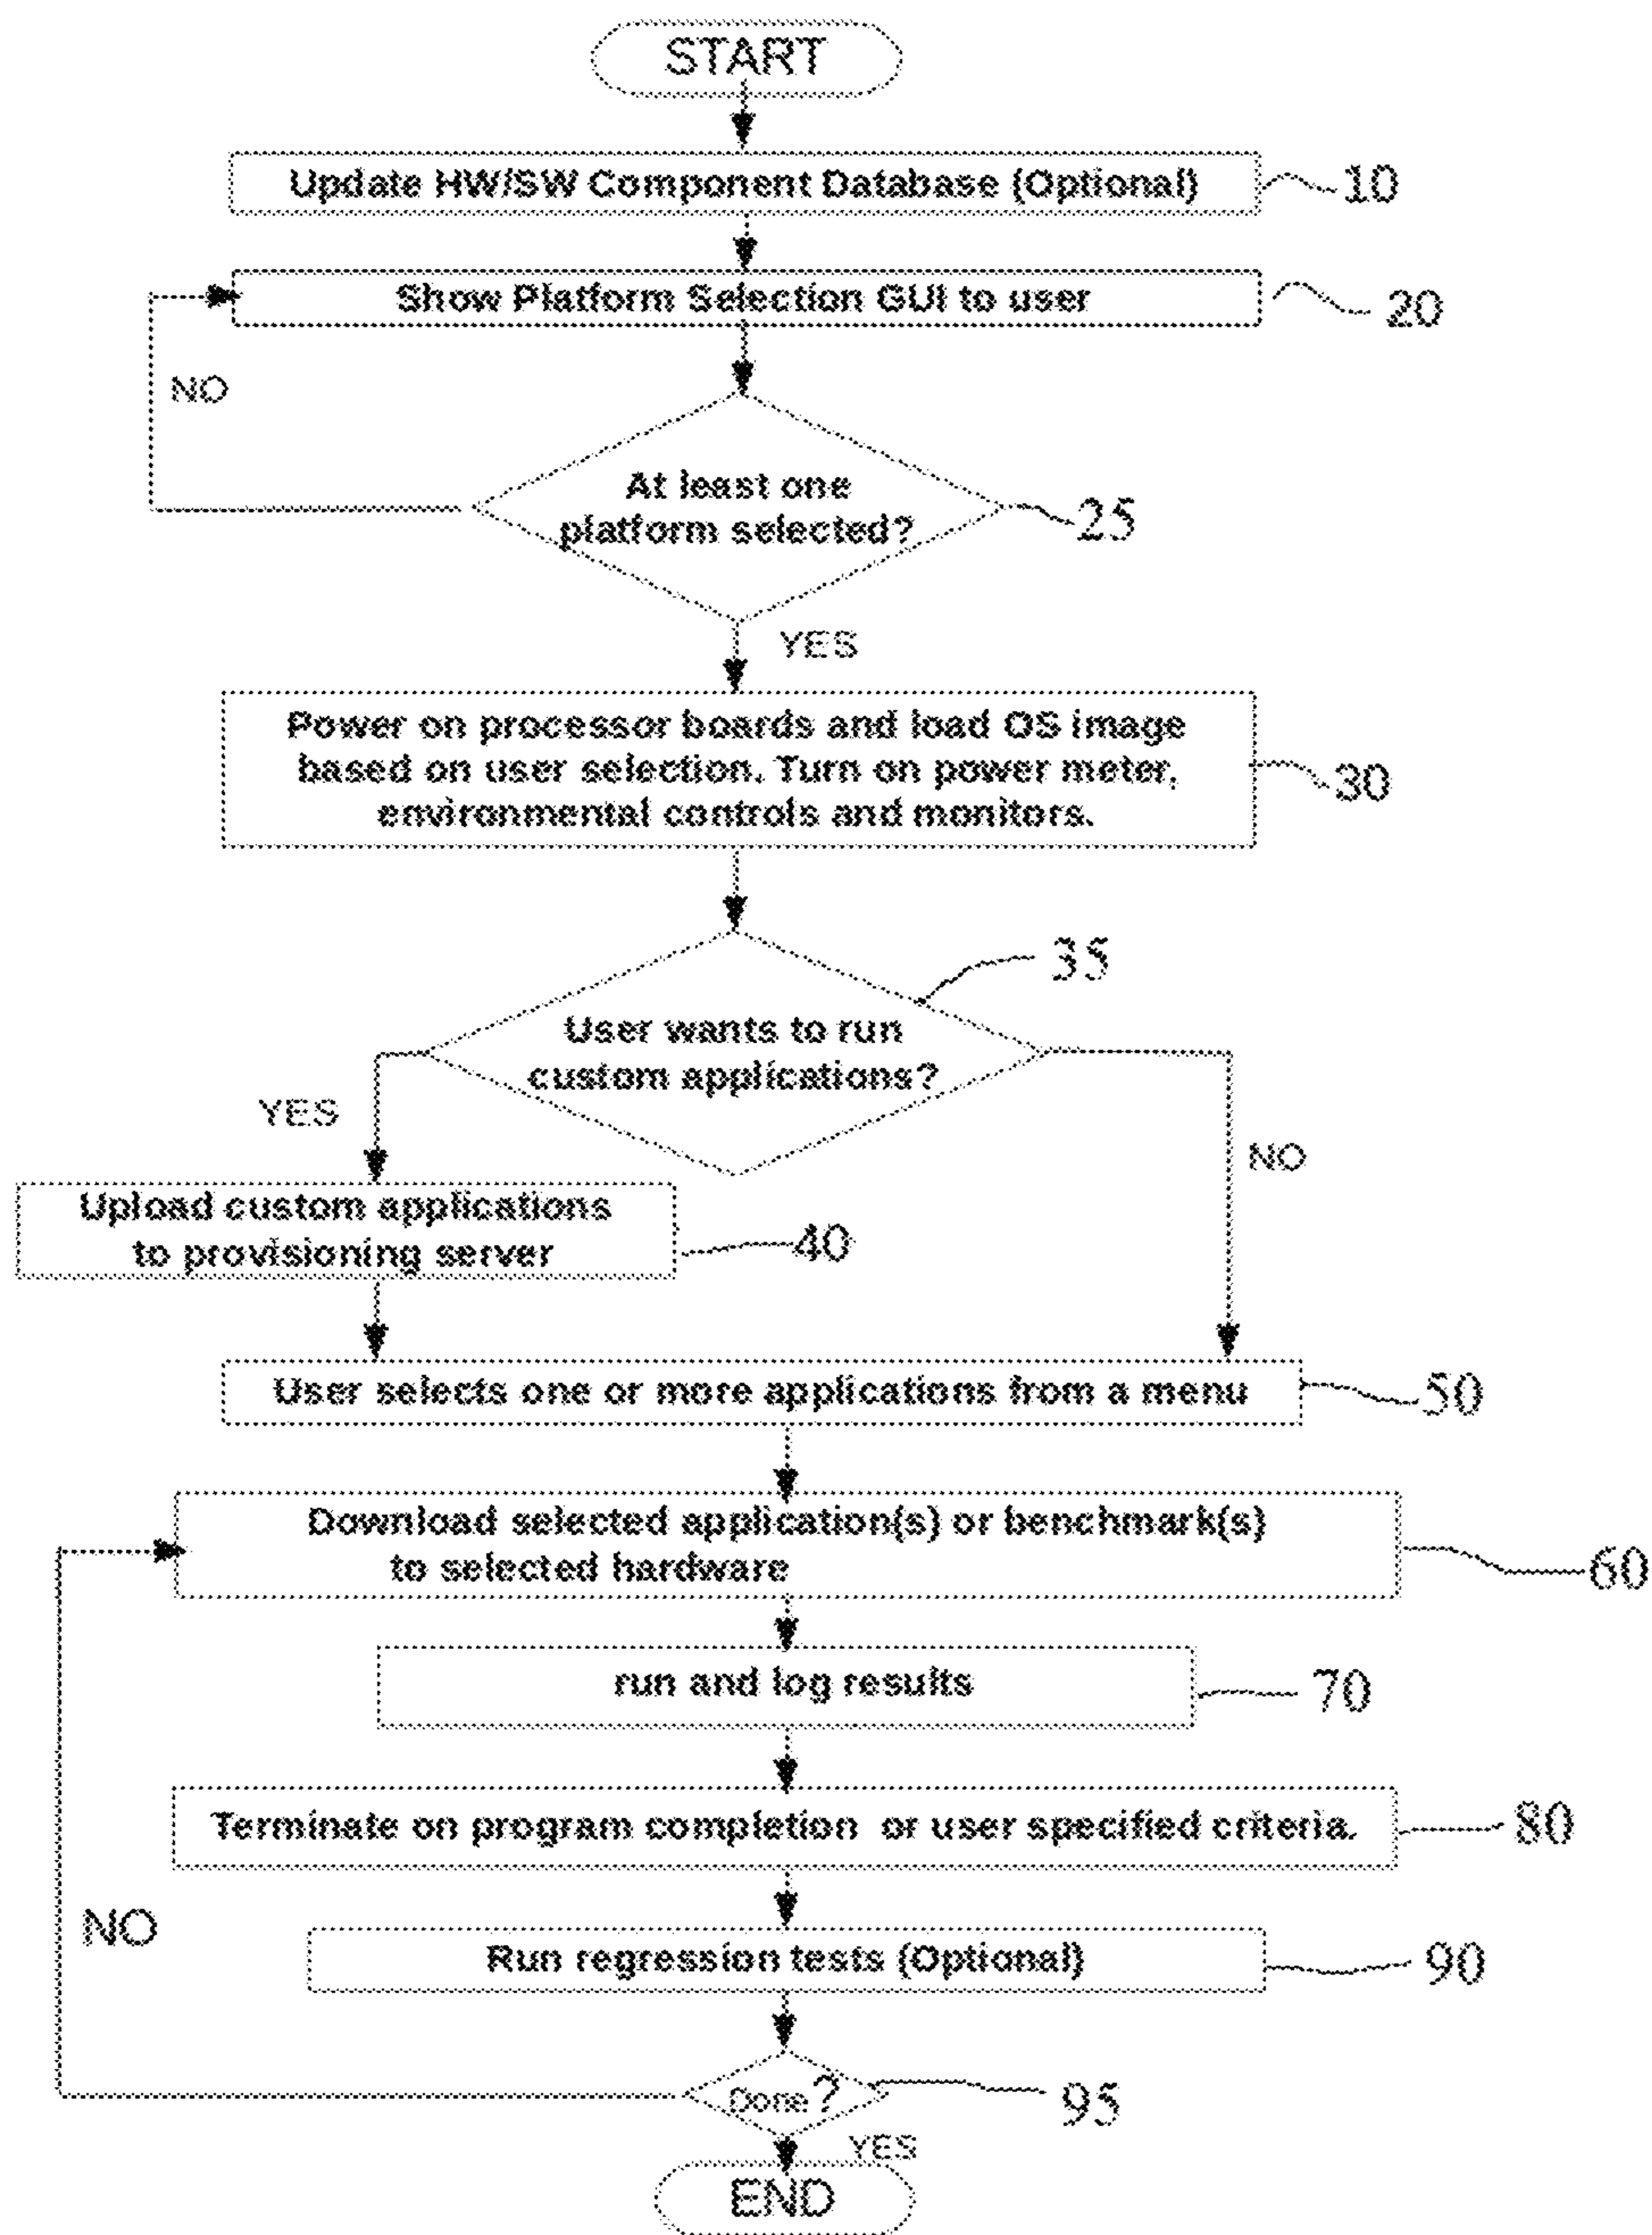 START
Update HW/SW Component Database (Optional)
10
Show Platform Selection GUI to user
20
NO
At least one
platform selected?
25
YES
Power on processor boards and load OS image
based on user selection. Turn on power meter,
environmental controls and monitors.
30
35
User wants to run
custom applications?
YES
NO
Upload custom applications
to provisioning server
40
User selects one or more applications from a menu
50
Download selected application(s) or benchmark(s)
to selected hardware
60
run and log results
70
Terminate on program completion or user specified criteria.
80
NO
Run regression tests (Optional)
90
Done?
95
YES
END